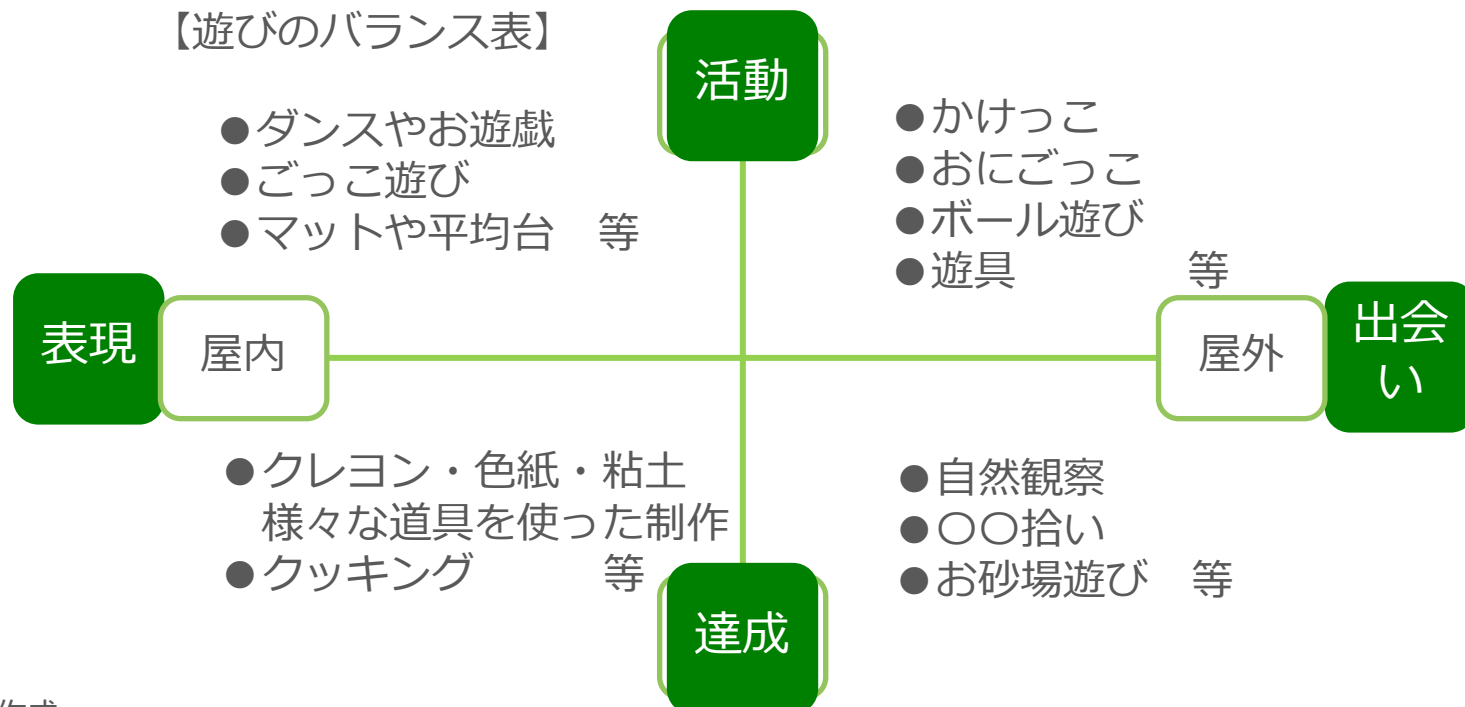 【遊びのバランス表】
活動
●ダンスやお遊戯
●ごっこ遊び
●マットや平均台　等
●かけっこ
●おにごっこ
●ボール遊び
●遊具　　　　等
表現
屋内
屋外
出会
い
●クレヨン・色紙・粘土
様々な道具を使った制作
●クッキング　　　等
●自然観察
●〇〇拾い
●お砂場遊び　等
達成